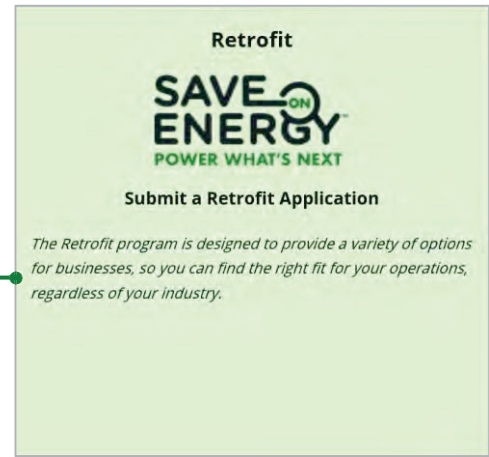 Retrofit
SAVE ON
ENERGY™
POWER WHAT'S NEXT
Submit a Retrofit Application
The Retrofit program is designed to provide a variety of options
for businesses, so you can find the right fit for your operations,
regardless of your industry.